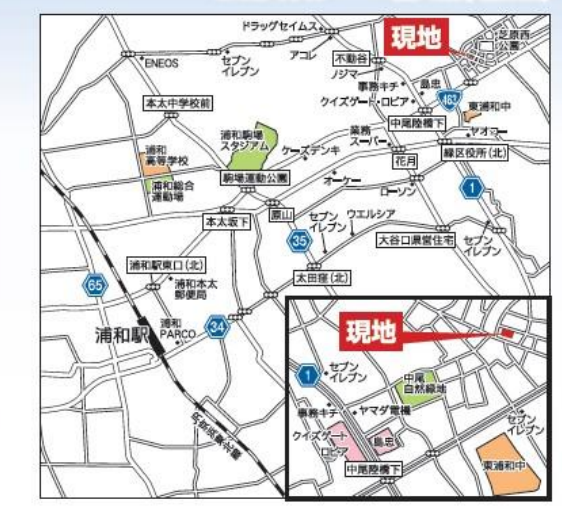 ドラッグセイムス
アコレ
セブン
イレブン
ENEOS
現地
芝原西
公園へ
不動谷
ノジマ
事務キチ
島忠
クイズゲート・ロピア
463
東浦和中
本太中学校前
浦和駒場
スタジアム
ケーズデンキ
業務
スーパー
中尾陸橋下
ヤオコー
緑区役所(北)
浦和
高等学校
浦和総合
運動場
駒場運動公園
オーケー
花月
ローソン
1
本太坂下
原山
35
セブン
イレブン
ウエルシア
大谷口県営住宅
セブン
イレブン
浦和駅東口(北)
浦和本太
郵便局
太田窪(北)
65
浦和駅
浦和
PARCO
34
現地
1
セブン
イレブン
中尾
自然緑地
事務キチ
ヤマダ電機
クイズゲート
ロピア
島忠
中尾陸橋下
セブン
イレブン
東浦和中